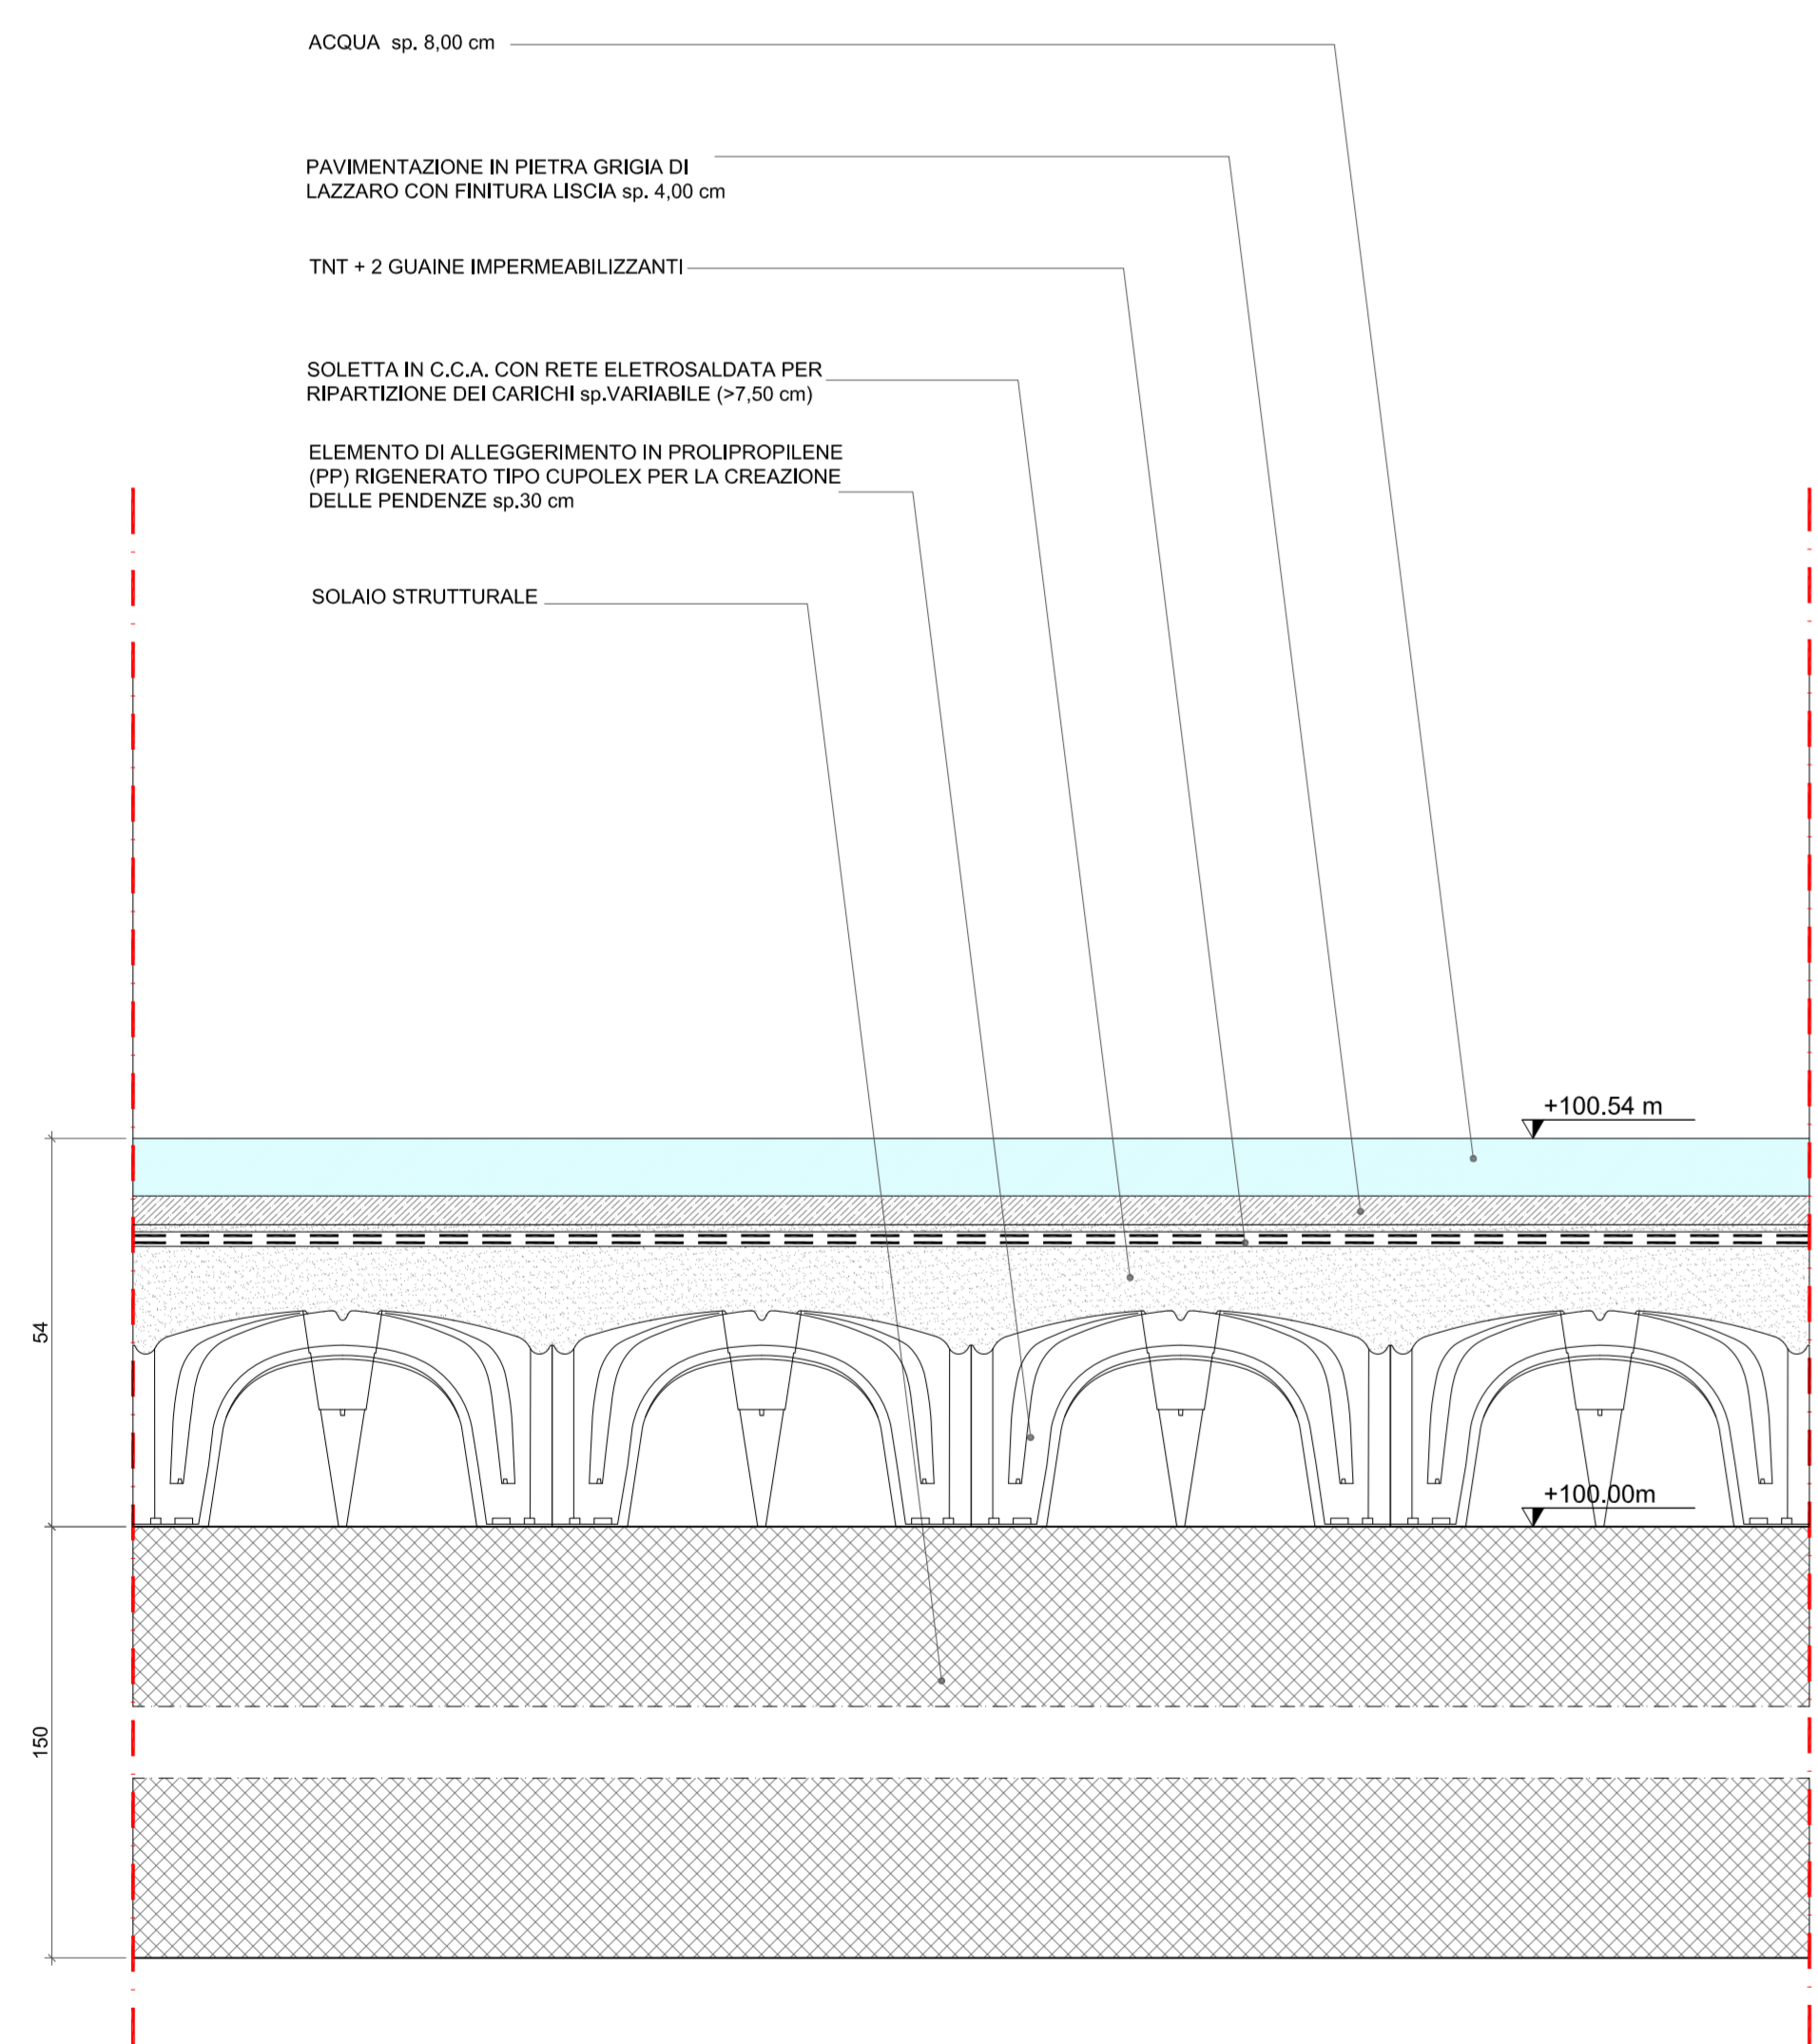 ACQUA sp. 8,00 cm
PAVIMENTAZIONE IN PIETRA GRIGIA DI
LAZZARO CON FINITURA LISCIA sp. 4,00 cm
TNT + 2 GUAINE IMPERMEABILIZZANTI
SOLETTA IN C.C.A. CON RETE ELETROSALDATA PER
RIPARTIZIONE DEI CARICHI sp.VARIABILE (>7,50 cm)
ELEMENTO DI ALLEGGERIMENTO IN PROLIPROPILENE
(PP) RIGENERATO TIPO CUPOLEX PER LA CREAZIONE
DELLE PENDENZE sp.30 cm
SOLAIO STRUTTURALE
+100.54 m
54
+100.00m
150